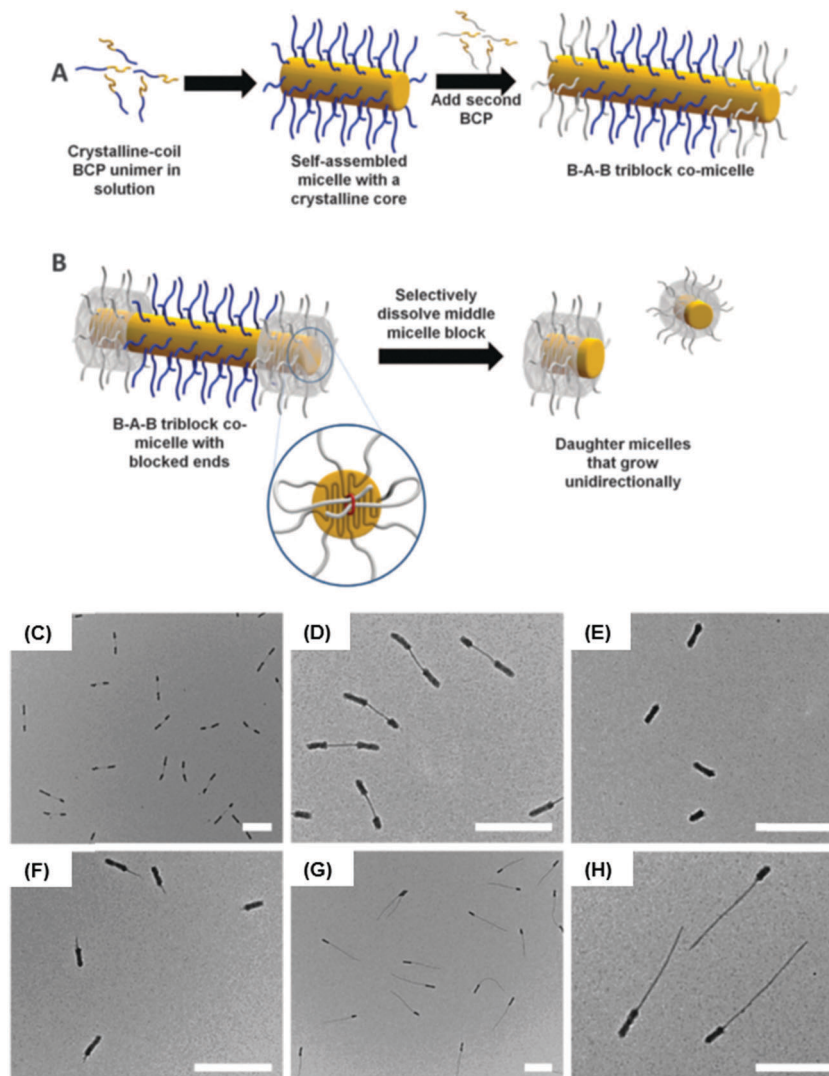 A
Crystalline-coil
BCP unimer in
solution
Self-assembled
micelle with a
crystalline core
Add second
BCP
B-A-B triblock co-micelle
B
B-A-B triblock co-
micelle with
blocked ends
Selectively
dissolve middle
micelle block
Daughter micelles
that grow
unidirectionally
(C)
(D)
(E)
(F)
(G)
(H)